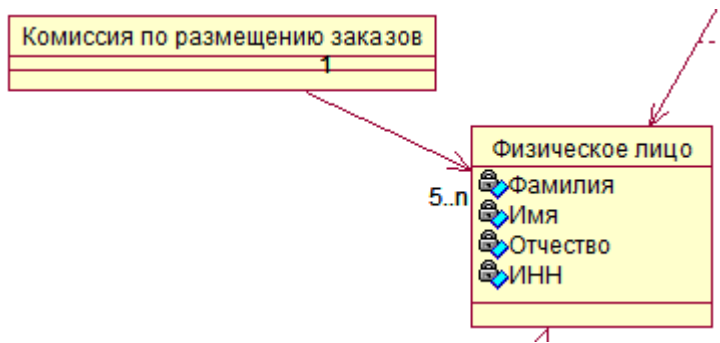 Комиссия по размещению заказов
1
Физическое лицо
5..n
Фамилия
Имя
Отчество
ИНН